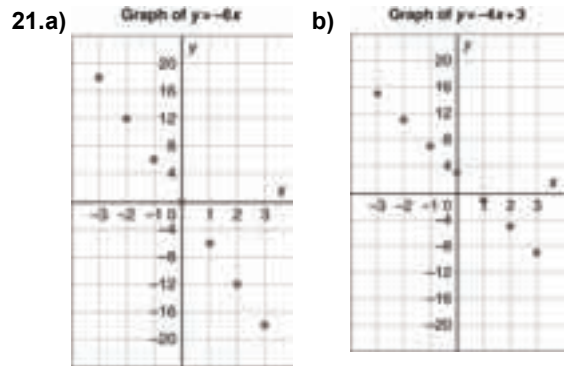 21.a)
Graph of y=–6x
y
20
16
12
8
4
x
–3 –2 –1 0 1 2 3
–4
–8
–12
–16
–20
b)
Graph of y=–4x+3
y
20
16
12
8
4
x
–3 –2 –1 0 1 2 3
–4
–8
–12
–16
–20